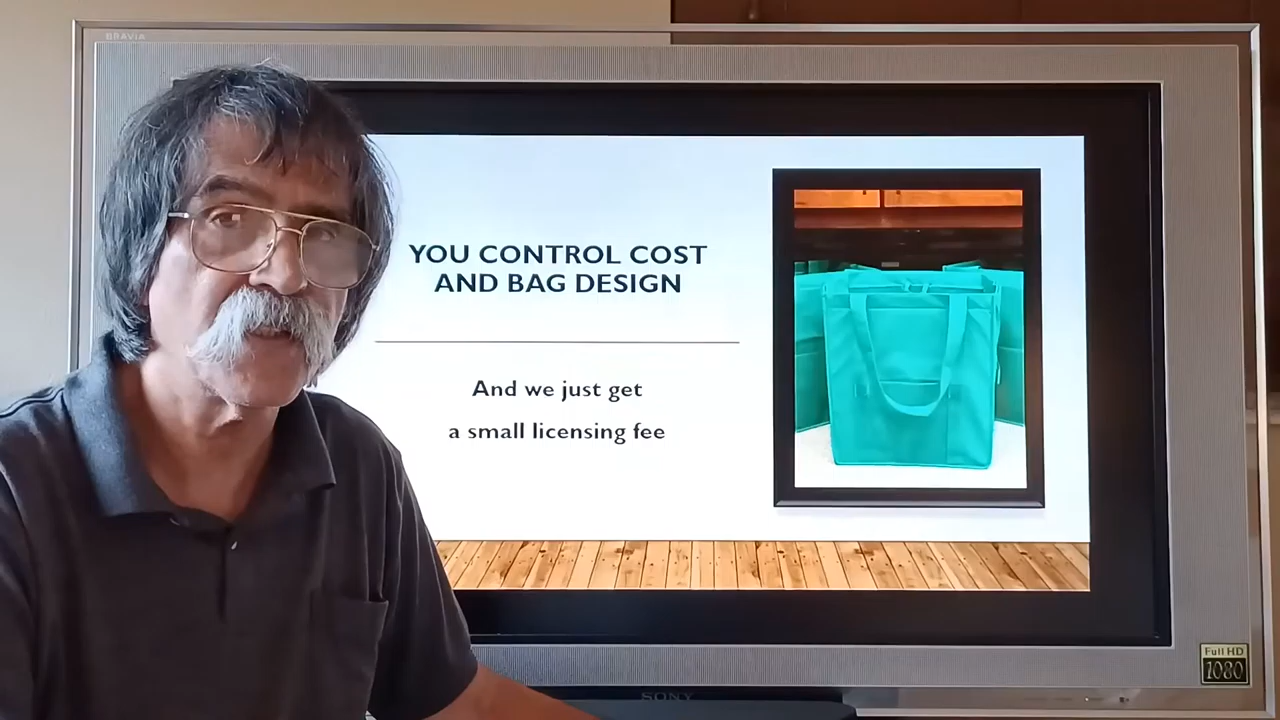 BRAVIA
YOU CONTROL COST
AND BAG DESIGN
And we just get
a small licensing fee
Full HD
1080
SONY